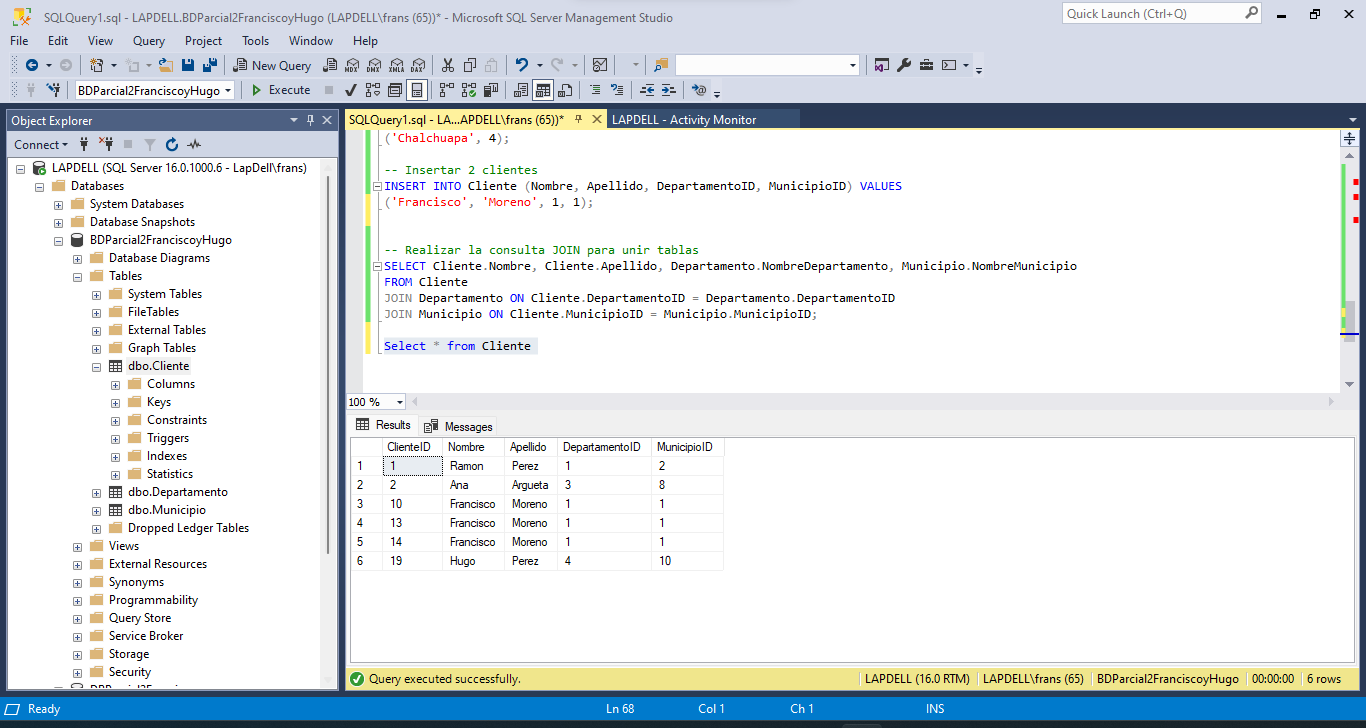 SQLQuery1.sql - LAPDELL.BDParcial2FranciscoyHugo (LAPDELL\frans (65))* - Microsoft SQL Server Management Studio
Quick Launch (Ctrl+Q)
File Edit View Query Project Tools Window Help
New Query MDX DMX XMLA DAX
BDParcial2FranciscoyHugo Execute
Object Explorer
Connect
LAPDELL (SQL Server 16.0.1000.6 - LapDell\frans)
Databases
System Databases
Database Snapshots
BDParcial2FranciscoyHugo
Database Diagrams
Tables
System Tables
FileTables
External Tables
Graph Tables
dbo.Cliente
Columns
Keys
Constraints
Triggers
Indexes
Statistics
dbo.Departamento
dbo.Municipio
Dropped Ledger Tables
Views
External Resources
Synonyms
Programmability
Query Store
Service Broker
Storage
Security
SQLQuery1.sql - LA...APDELL\frans (65))* LAPDELL - Activity Monitor
('Chalchuapa', 4);
-- Insertar 2 clientes
INSERT INTO Cliente (Nombre, Apellido, DepartamentoID, MunicipioID) VALUES
('Francisco', 'Moreno', 1, 1);
-- Realizar la consulta JOIN para unir tablas
SELECT Cliente.Nombre, Cliente.Apellido, Departamento.NombreDepartamento, Municipio.NombreMunicipio
FROM Cliente
JOIN Departamento ON Cliente.DepartamentoID = Departamento.DepartamentoID
JOIN Municipio ON Cliente.MunicipioID = Municipio.MunicipioID;
Select * from Cliente
100 %
Results Messages
ClienteID Nombre Apellido DepartamentoID MunicipioID
1 1 Ramon Perez 1 2
2 2 Ana Argueta 3 8
3 10 Francisco Moreno 1 1
4 13 Francisco Moreno 1 1
5 14 Francisco Moreno 1 1
6 19 Hugo Perez 4 10
Query executed successfully. LAPDELL (16.0 RTM) LAPDELL\frans (65) BDParcial2FranciscoyHugo 00:00:00 6 rows
Ready Ln 68 Col 1 Ch 1 INS